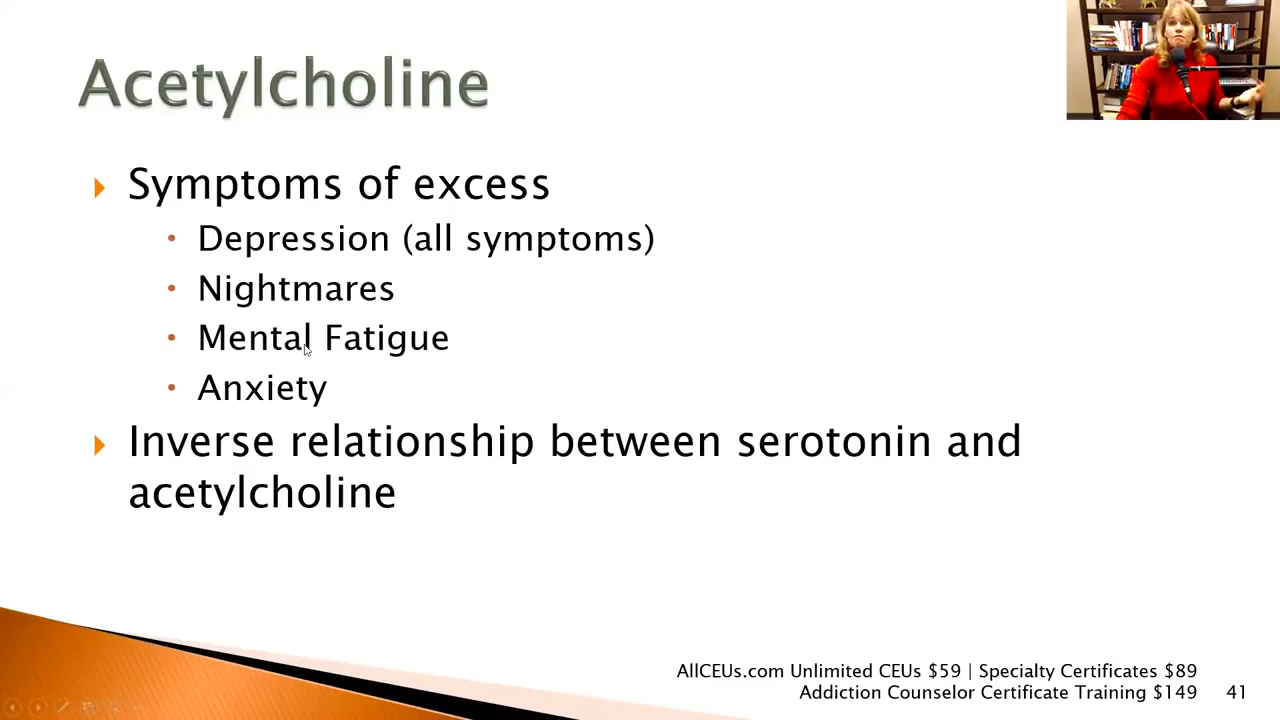 Acetylcholine
Symptoms of excess
Depression (all symptoms)
Nightmares
Mental Fatigue
Anxiety
Inverse relationship between serotonin and
acetylcholine
AllCEUs.com Unlimited CEUs $59 | Specialty Certificates $89
Addiction Counselor Certificate Training $149
41